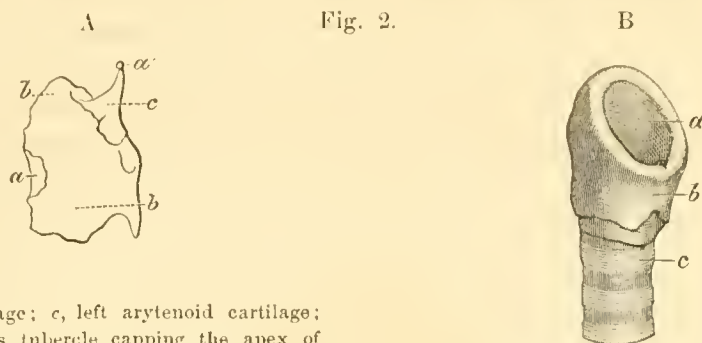 A Fig. 2. B
a
b c
a
b
a
b
c
age; c, left arytenoid cartilage;
s tubercle capping the apex of